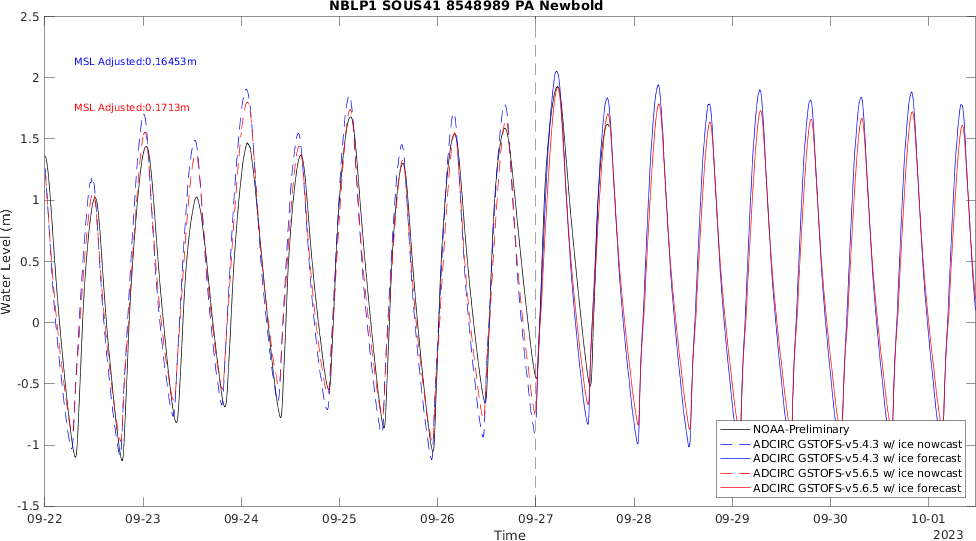 NBLP1 SOUS41 8548989 PA Newbold
2.5
2
1.5
1
0.5
0
-0.5
-1
-1.5
Water Level (m)
MSL Adjusted:0.16453m
MSL Adjusted:0.1713m
NOAA-Preliminary
ADCIRC GSTOFS-v5.4.3 w/ ice nowcast
ADCIRC GSTOFS-v5.4.3 w/ ice forecast
ADCIRC GSTOFS-v5.6.5 w/ ice nowcast
ADCIRC GSTOFS-v5.6.5 w/ ice forecast
09-22 09-23 09-24 09-25 09-26 09-27 09-28 09-29 09-30 10-01
Time
2023